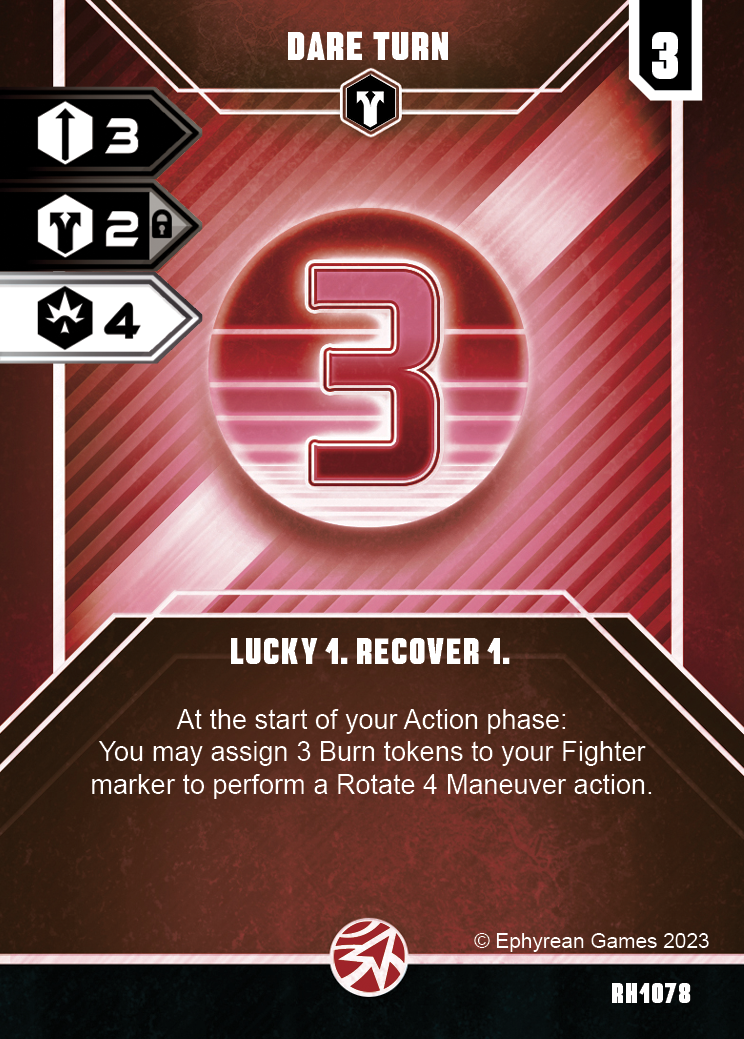 DARE TURN
3
3
2
4
3
LUCKY 1. RECOVER 1.
At the start of your Action phase:
You may assign 3 Burn tokens to your Fighter
marker to perform a Rotate 4 Maneuver action.
© Ephyrean Games 2023
RH1078